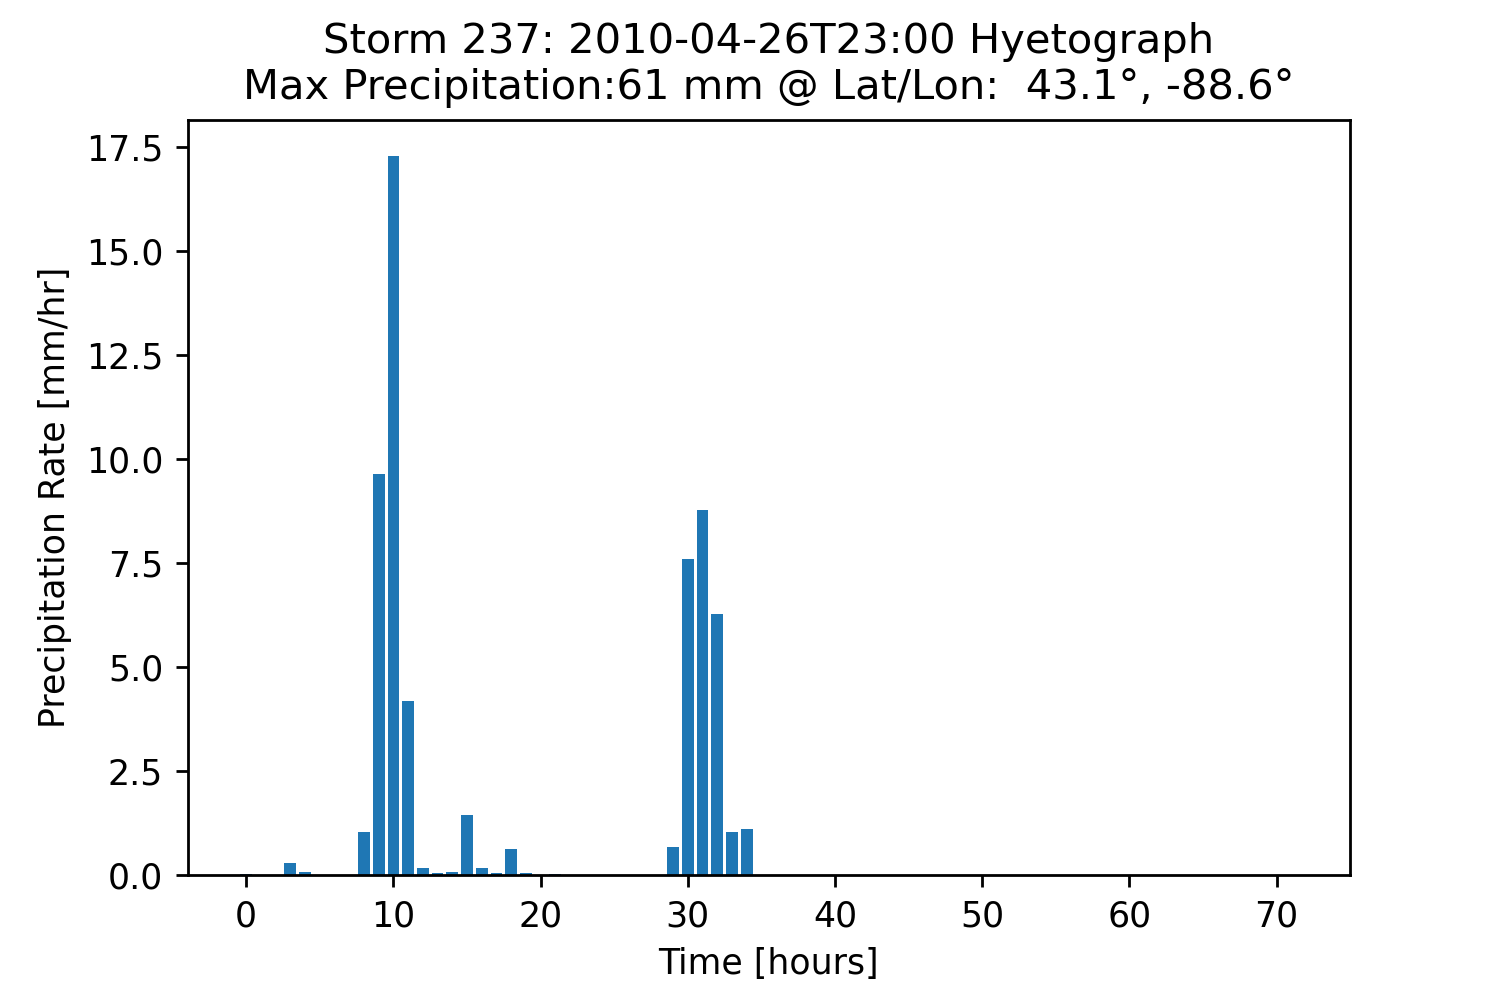 Storm 237: 2010-04-26T23:00 Hyetograph
Max Precipitation:61 mm @ Lat/Lon:  43.1°, -88.6°
17.5
15.0
12.5
10.0
7.5
5.0
2.5
0.0
Precipitation Rate [mm/hr]
0 10 20 30 40 50 60 70
Time [hours]